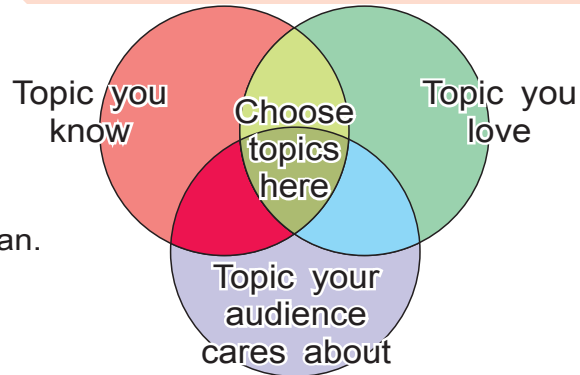 Topic you
know
Choose
topics
here
Topic you
love
an.
Topic your
audience
cares about